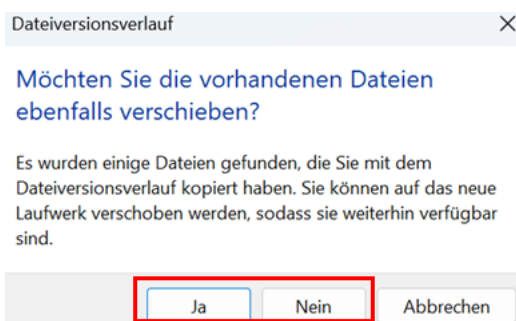 Dateiversionsverlauf
Möchten Sie die vorhandenen Dateien
ebenfalls verschieben?
Es wurden einige Dateien gefunden, die Sie mit dem
Dateiversionsverlauf kopiert haben. Sie können auf das neue
Laufwerk verschoben werden, sodass sie weiterhin verfügbar
sind.
Ja Nein Abbrechen